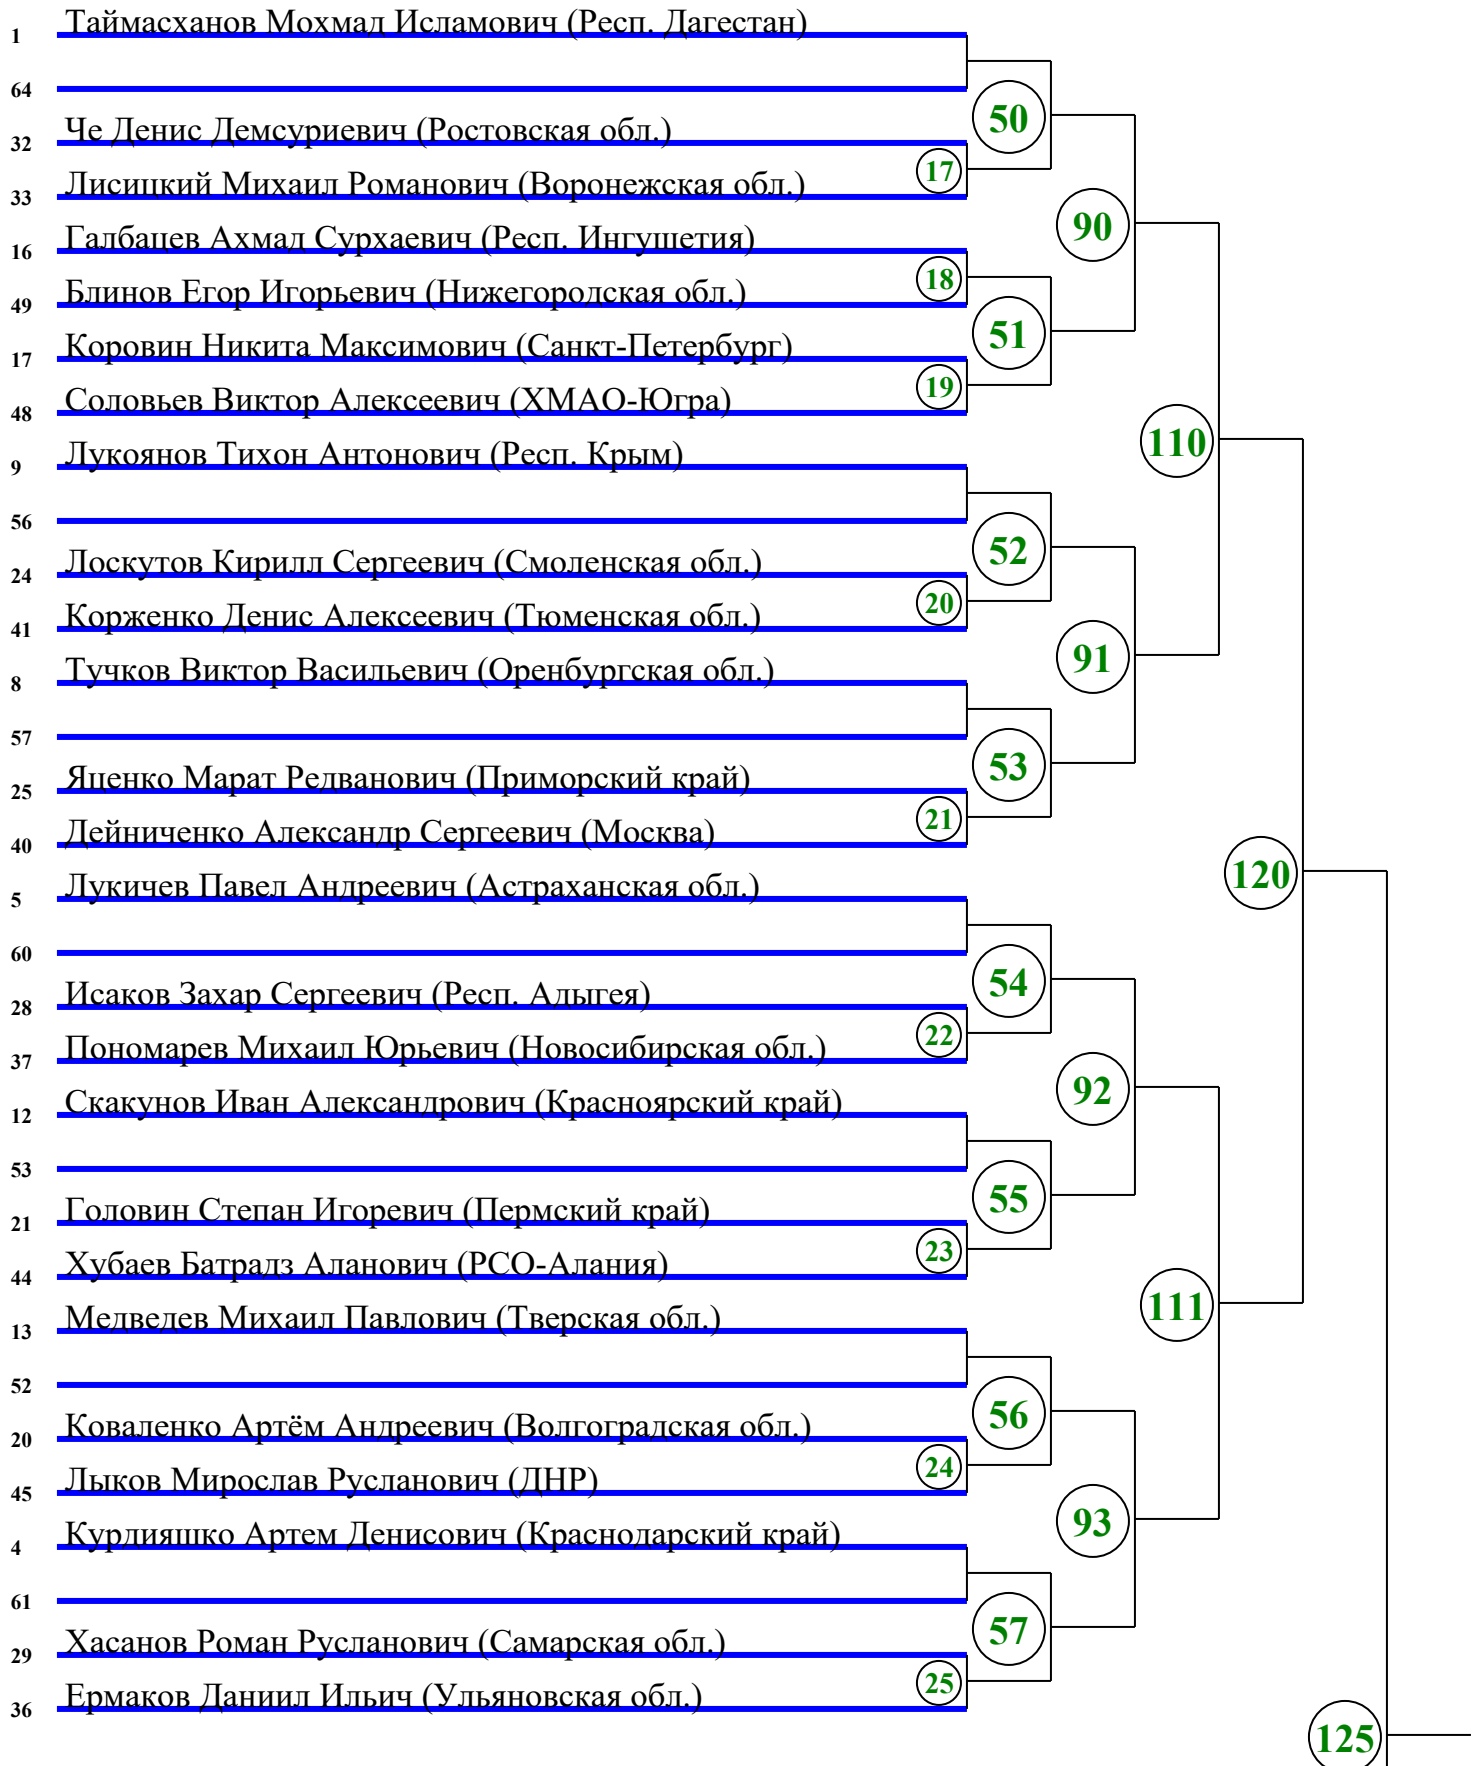 1 Таймасханов Мохмад Исламович (Респ. Дагестан)
64
50
32 Че Денис Демсуриевич (Ростовская обл.)
17
33 Лисицкий Михаил Романович (Воронежская обл.)
90
16 Галбацев Ахмад Сурхаевич (Респ. Ингушетия)
18
49 Блинов Егор Игорьевич (Нижегородская обл.)
51
17 Коровин Никита Максимович (Санкт-Петербург)
19
48 Соловьев Виктор Алексеевич (ХМАО-Югра)
110
9 Лукоянов Тихон Антонович (Респ. Крым)
56
52
24 Лоскутов Кирилл Сергеевич (Смоленская обл.)
20
41 Корженко Денис Алексеевич (Тюменская обл.)
91
8 Тучков Виктор Васильевич (Оренбургская обл.)
57
53
25 Яценко Марат Редванович (Приморский край)
21
40 Дейниченко Александр Сергеевич (Москва)
120
5 Лукичев Павел Андреевич (Астраханская обл.)
60
54
28 Исаков Захар Сергеевич (Респ. Адыгея)
22
37 Пономарев Михаил Юрьевич (Новосибирская обл.)
92
12 Скакунов Иван Александрович (Красноярский край)
53
55
21 Головин Степан Игоревич (Пермский край)
23
44 Хубаев Батрадз Аланович (РСО-Алания)
111
13 Медведев Михаил Павлович (Тверская обл.)
52
56
20 Коваленко Артём Андреевич (Волгоградская обл.)
24
45 Лыков Мирослав Русланович (ДНР)
93
4 Курдияшко Артем Денисович (Краснодарский край)
61
57
29 Хасанов Роман Русланович (Самарская обл.)
25
36 Ермаков Даниил Ильич (Ульяновская обл.)
125